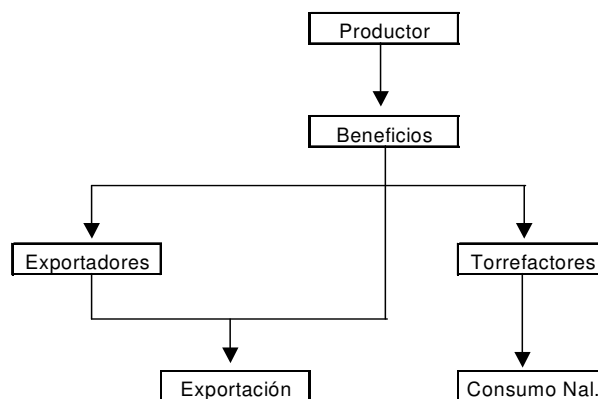 Productor
Beneficios
Exportadores
Torrefactores
Exportación
Consumo Nal.